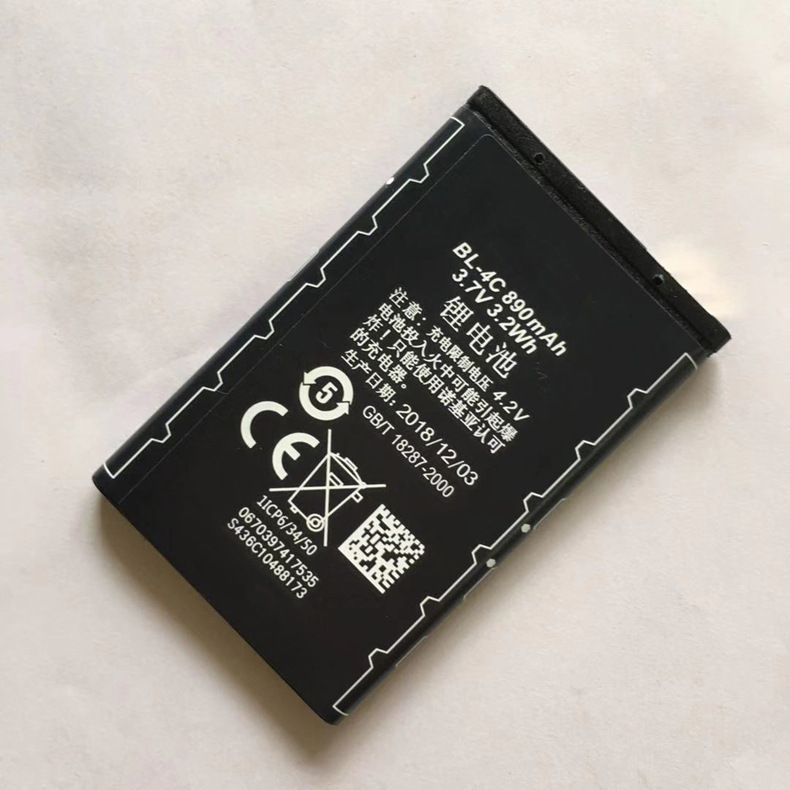 BL-4C 890mAh
3.7V 3.2Wh
锂电池
注意：充电限制电压 4.2V
电池投入火中可能引起爆
炸！只能使用诺基亚认可
的充电器。
生产日期：2018/12/03
GB/T 18287-2000
5
CE
1ICP6/34/50
0670397417535
S436C10488173